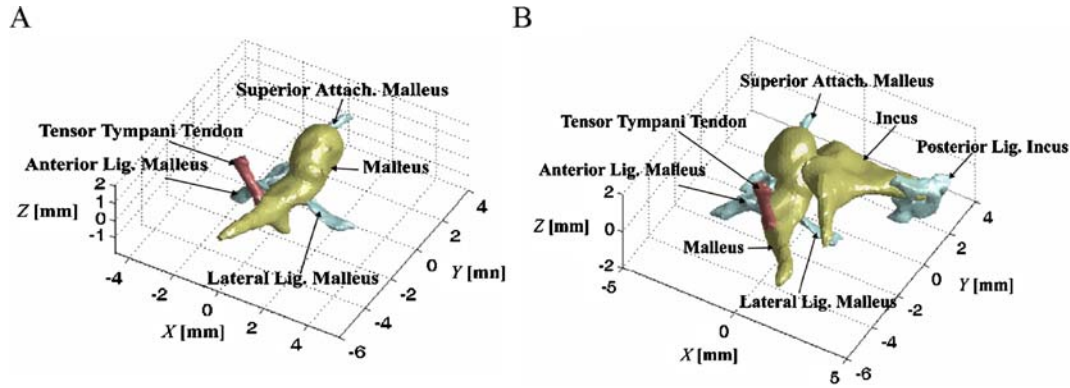 A
Superior Attach. Malleus
Tensor Tympani Tendon
Anterior Lig. Malleus
Malleus
Lateral Lig. Malleus
Z [mm]
2
1
0
-1
-4
-2
0
2
4
X [mm]
-6
-4
-2
0
2
4
Y [mn]
B
Superior Attach. Malleus
Tensor Tympani Tendon
Incus
Posterior Lig. Incus
Anterior Lig. Malleus
Malleus
Lateral Lig. Malleus
Z [mm]
2
0
-2
-5
0
5
X [mm]
-6
-4
-2
0
2
4
Y [mm]